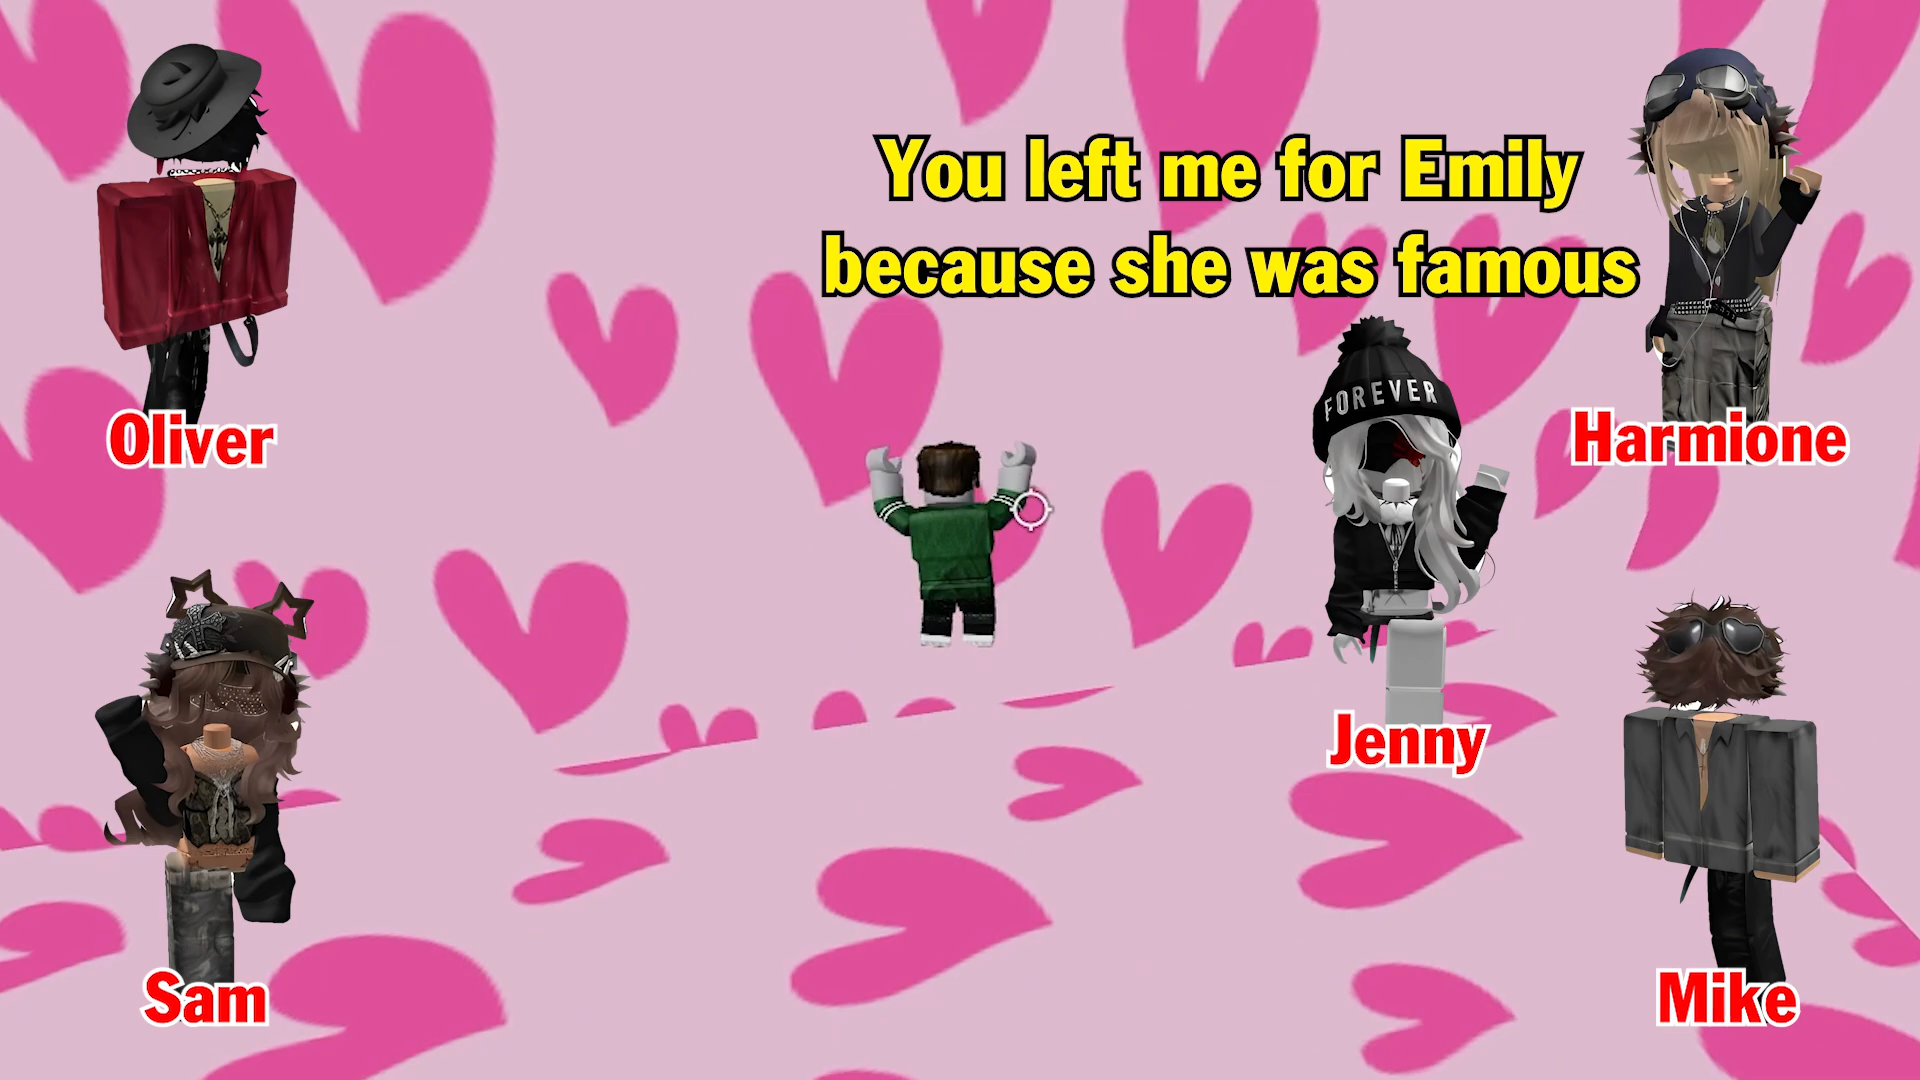 You left me for Emily
because she was famous
FOREVER
Oliver
Harmione
Jenny
Sam
Mike